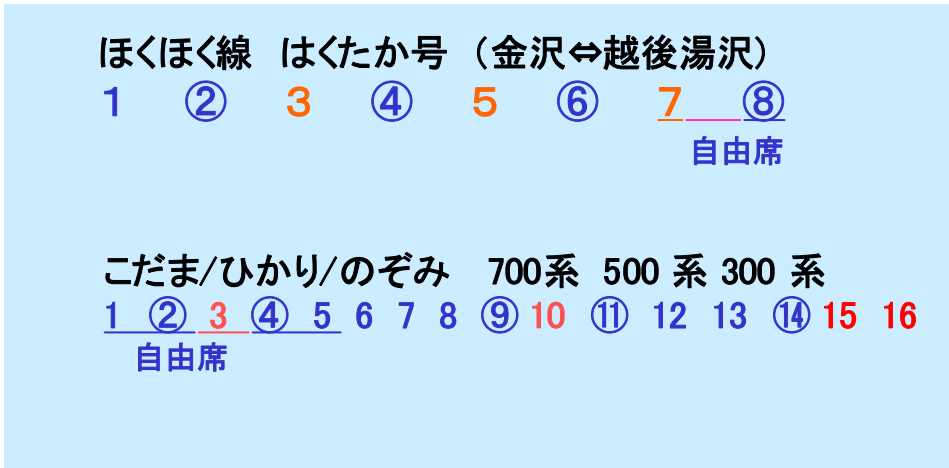 ほくほく線 はくたか号 (金沢⇔越後湯沢)
1 ② 3 ④ 5 ⑥ 7 ⑧
自由席
こだま/ひかり/のぞみ 700系 500 系 300 系
1 ② 3 ④ 5 6 7 8 ⑨ 10 ⑪ 12 13 ⑭ 15 16
自由席